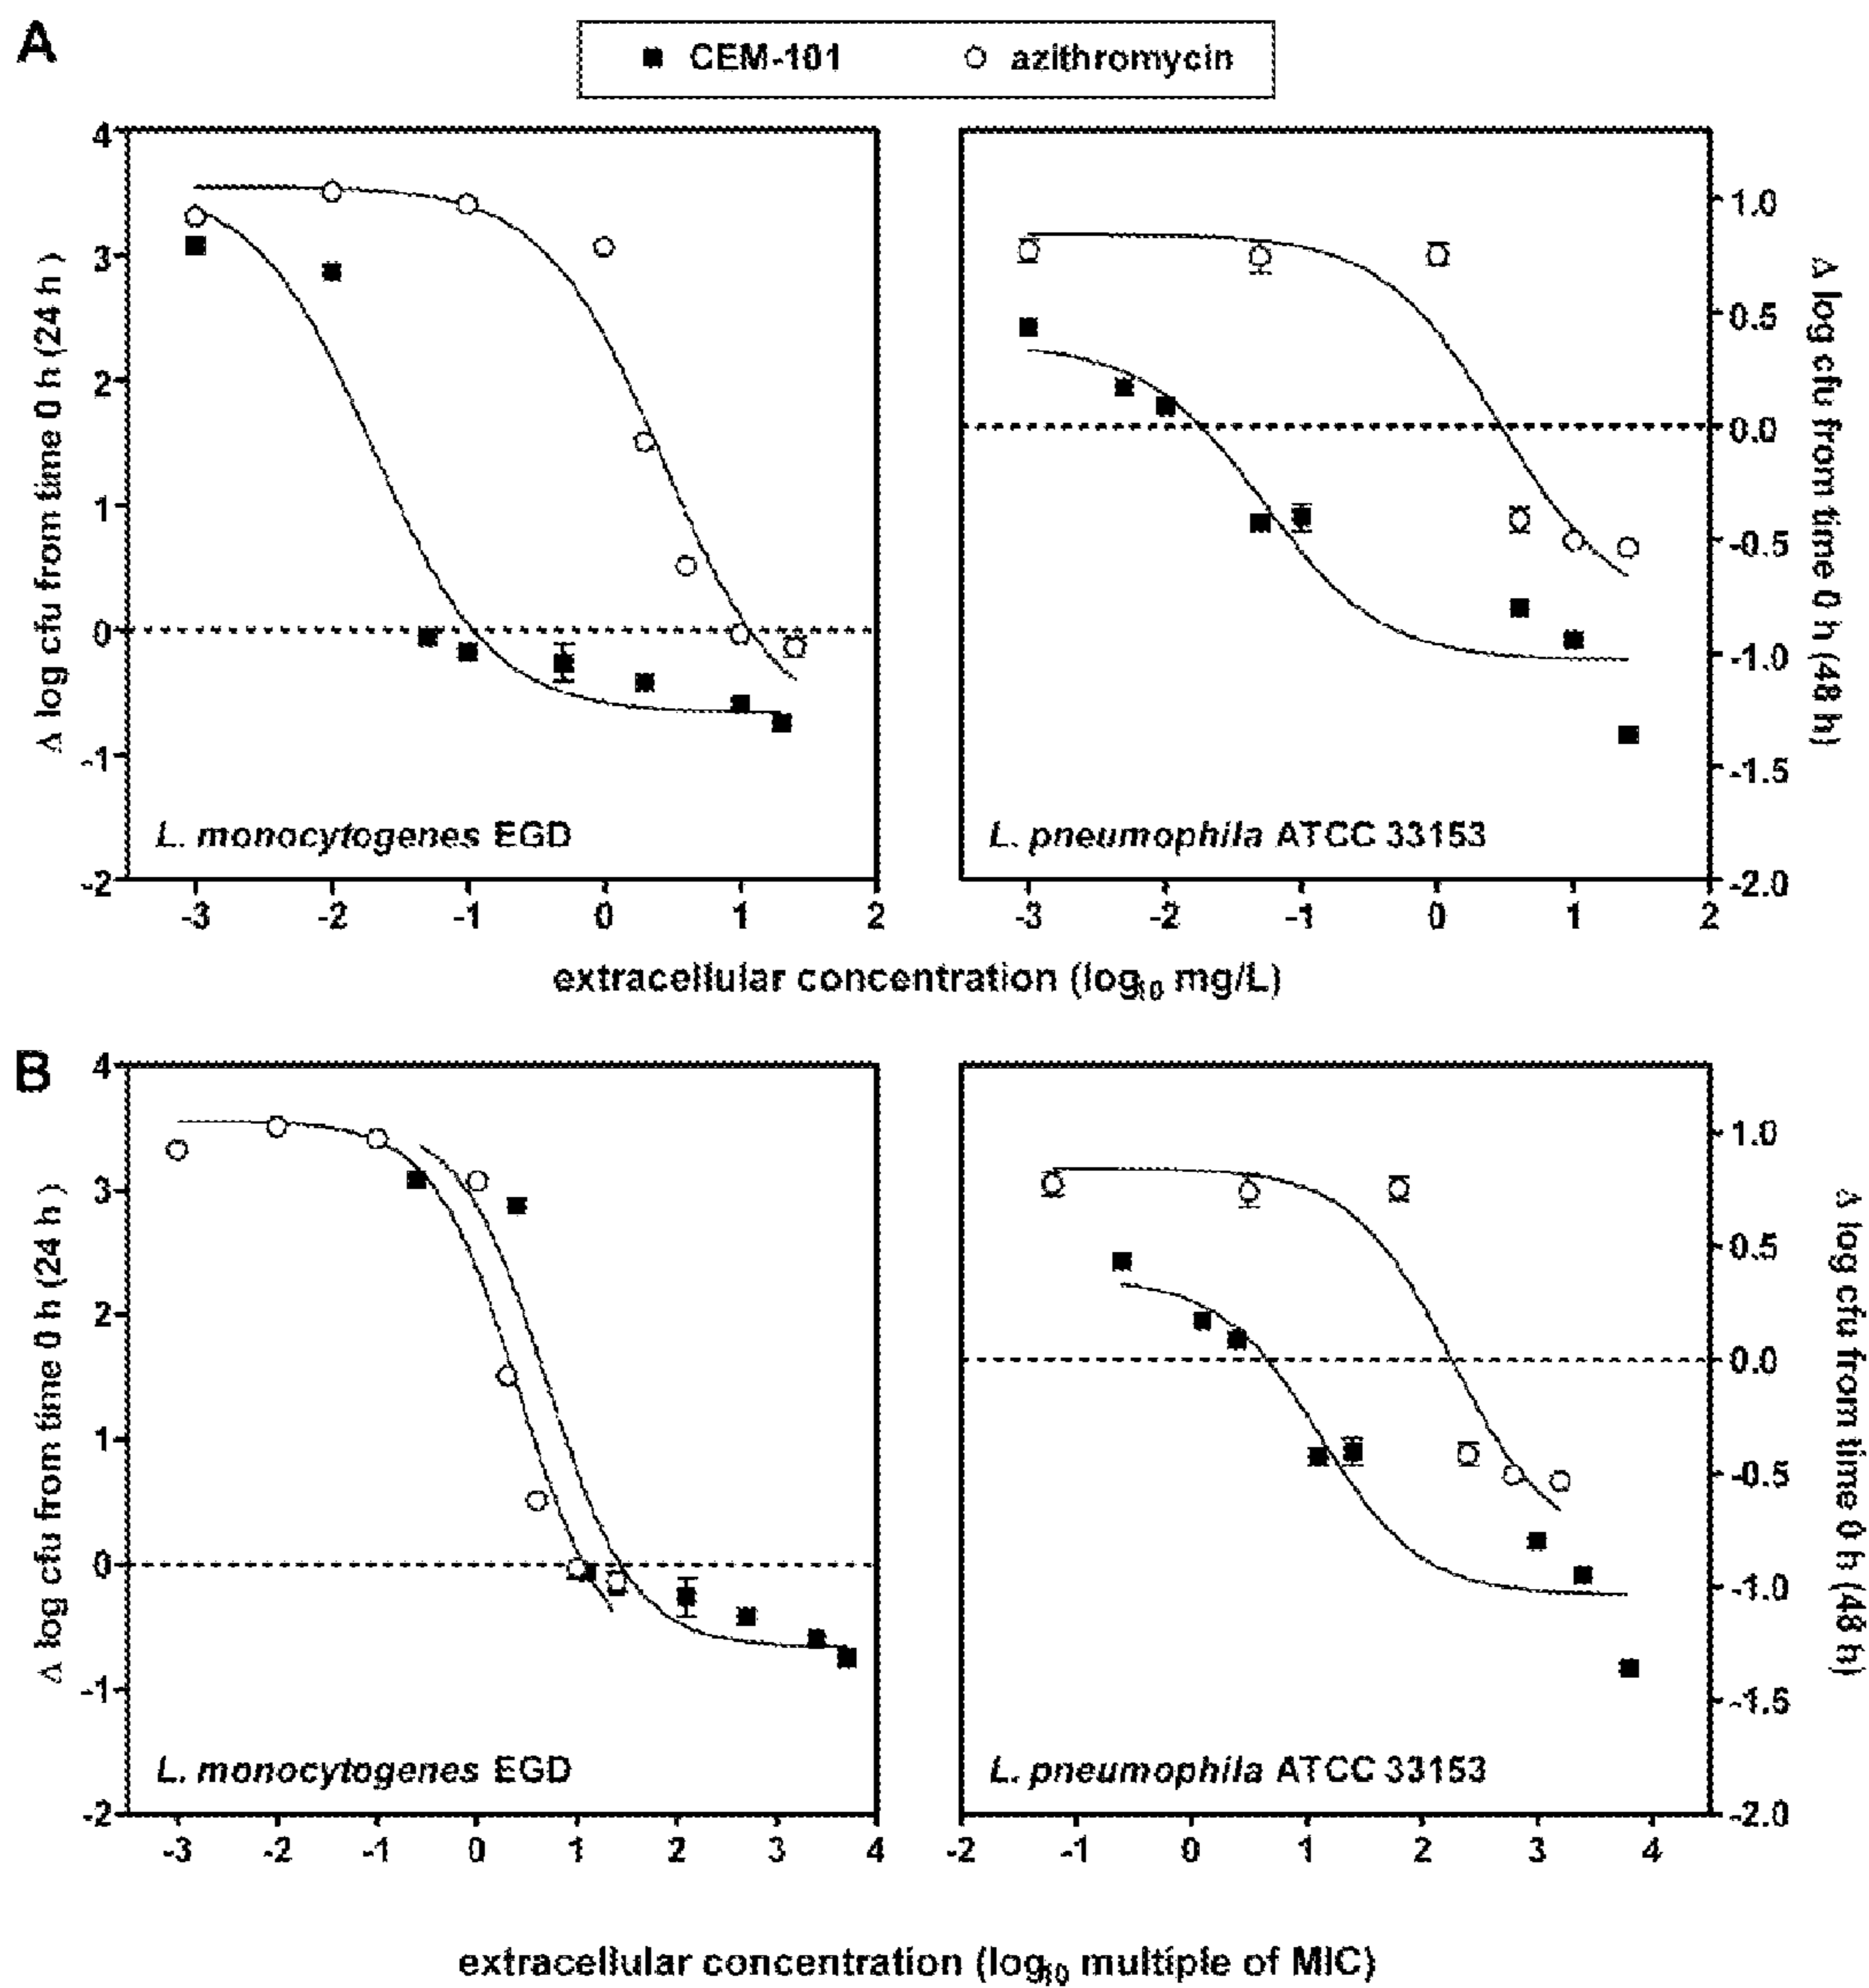 A
CEM-101 azithromycin
4
3
2
1
0
-1
-2
Δ log cfu from time 0 h (24 h)
L. monocytogenes EGD
-3 -2 -1 0 1 2
1.0
0.5
0.0
-0.5
-1.0
-1.5
-2.0
Δ log cfu from time 0 h (48 h)
L. pneumophila ATCC 33153
-3 -2 -1 0 1 2
extracellular concentration (log10 mg/L)
B
4
3
2
1
0
-1
-2
Δ log cfu from time 0 h (24 h)
L. monocytogenes EGD
-3 -2 -1 0 1 2 3 4
1.0
0.5
0.0
-0.5
-1.0
-1.5
-2.0
Δ log cfu from time 0 h (48 h)
L. pneumophila ATCC 33153
-2 -1 0 1 2 3 4
extracellular concentration (log10 multiple of MIC)